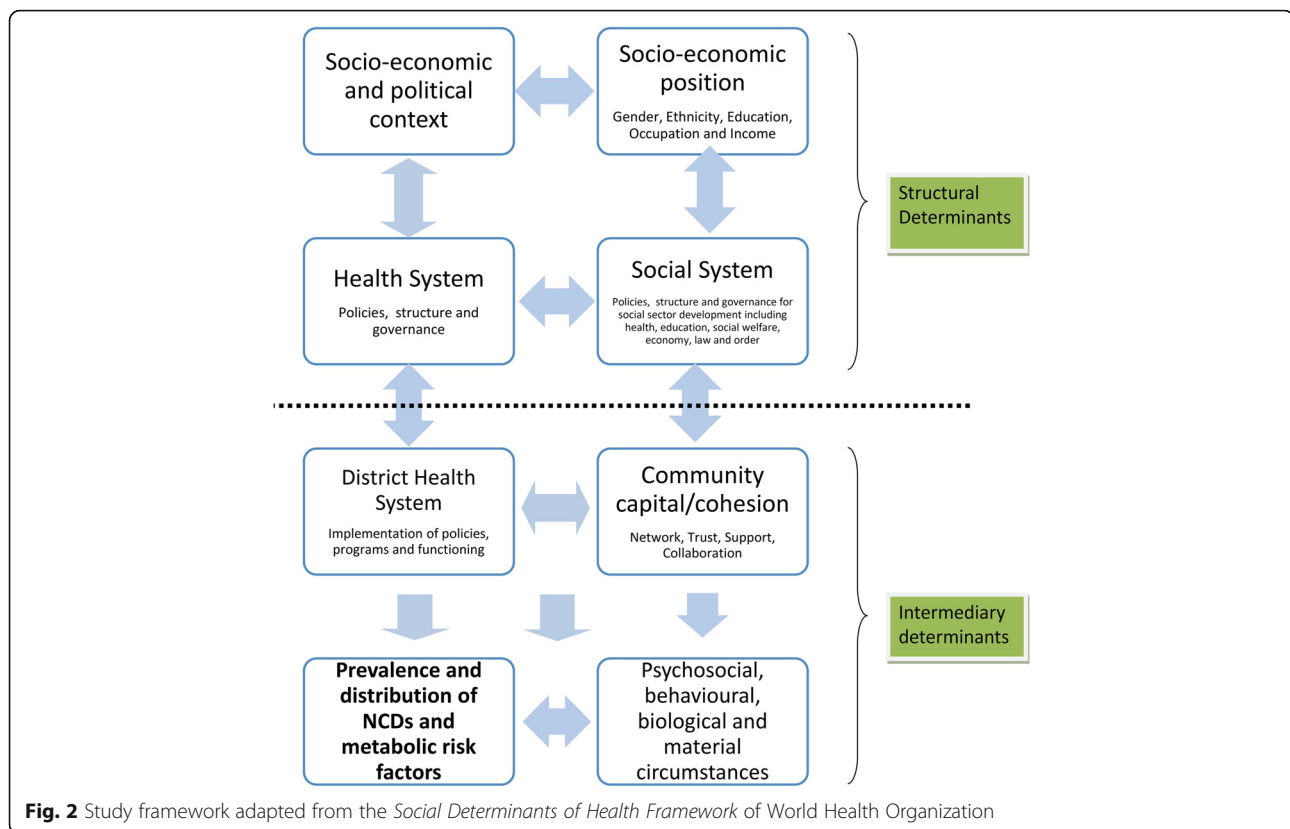 Socio-economic
and political
context
Socio-economic
position
Gender, Ethnicity, Education,
Occupation and Income
Structural
Determinants
Health System
Policies, structure and
governance
Social System
Policies, structure and governance for
social sector development including
health, education, social welfare,
economy, law and order
District Health
System
Implementation of policies,
programs and functioning
Community
capital/cohesion
Network, Trust, Support,
Collaboration
Intermediary
determinants
Prevalence and
distribution of
NCDs and
metabolic risk
factors
Psychosocial,
behavioural,
biological and
material
circumstances
Fig. 2 Study framework adapted from the Social Determinants of Health Framework of World Health Organization